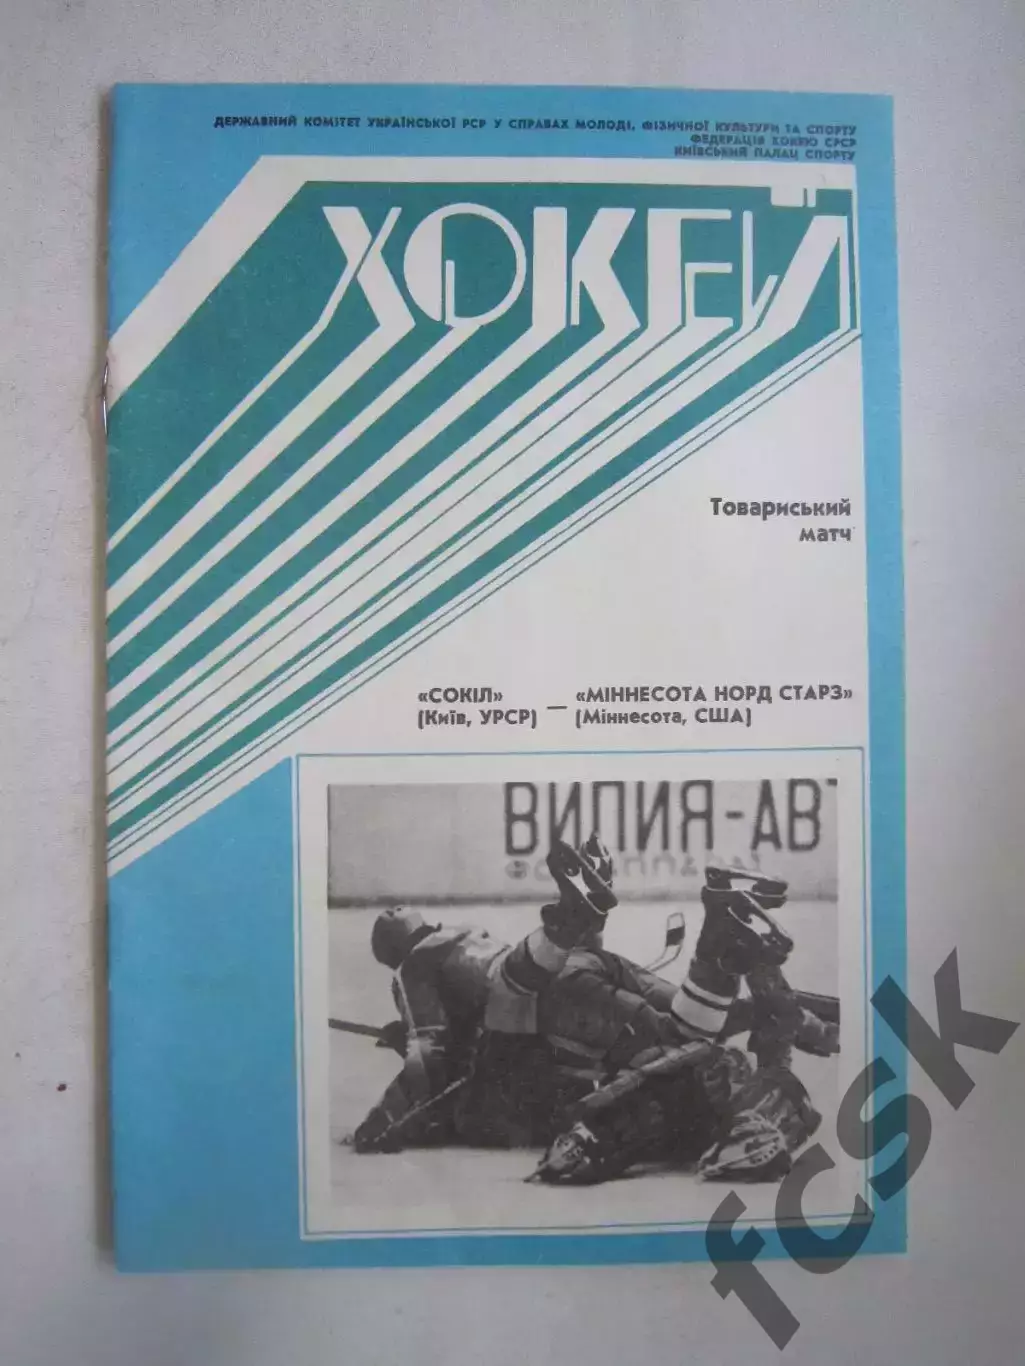 ДЕРЖАВНИЙ КОМІТЕТ УКРАЇНСЬКОЇ РСР У СПРАВАХ МОЛОДІ, ФІЗИЧНОЇ КУЛЬТУРИ ТА СПОРТУ
ФЕДЕРАЦІЯ ХОКЕЮ СРСР
КИЇВСЬКИЙ ПАЛАЦ СПОРТУ
ХОКЕЙ
Товариський
матч
«СОКІЛ» — «МІННЕСОТА НОРД СТАРЗ»
(Київ, УРСР) (Міннесота, США)
ВИЛИЯ-АВТ
fcsk